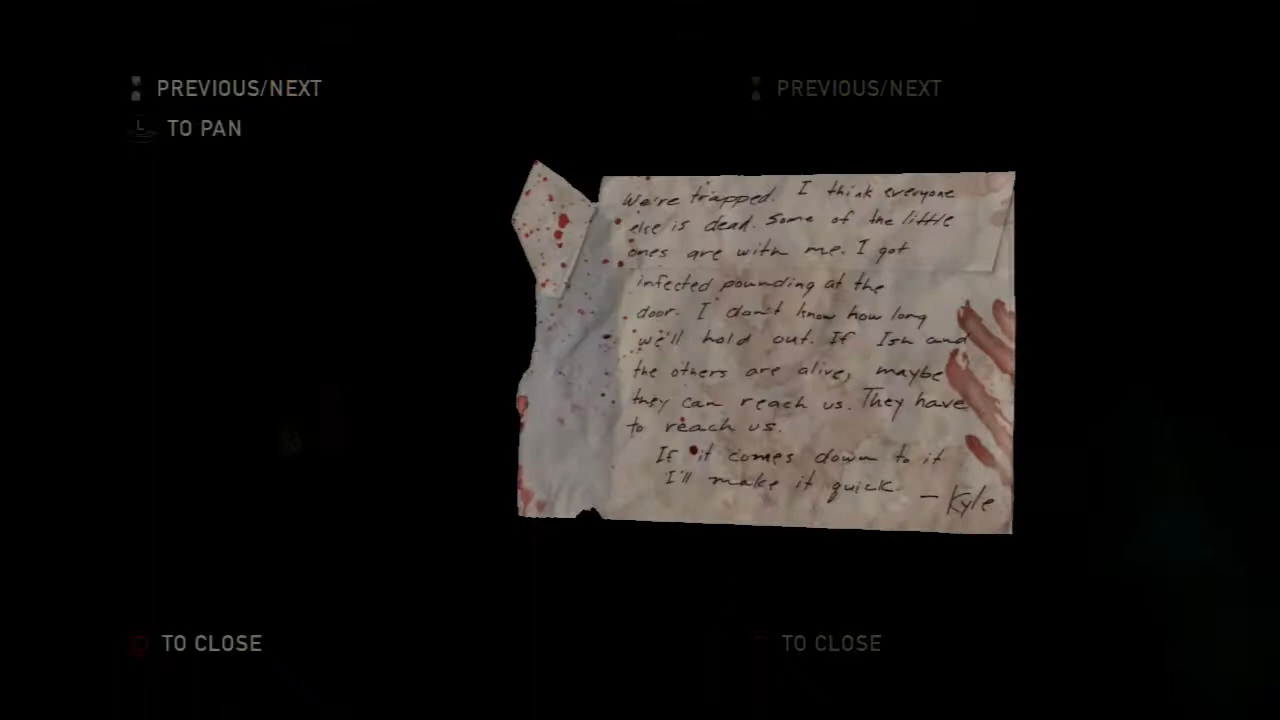 PREVIOUS/NEXT
PREVIOUS/NEXT
L TO PAN
We're trapped. I think everyone
else is dead. Some of the little
ones are with me. I got
infected pounding at the
door. I don't know how long
we'll hold out. If Ish and
the others are alive, maybe
they can reach us. They have
to reach us.
If it comes down to it
I'll make it quick.
- Kyle
TO CLOSE
TO CLOSE